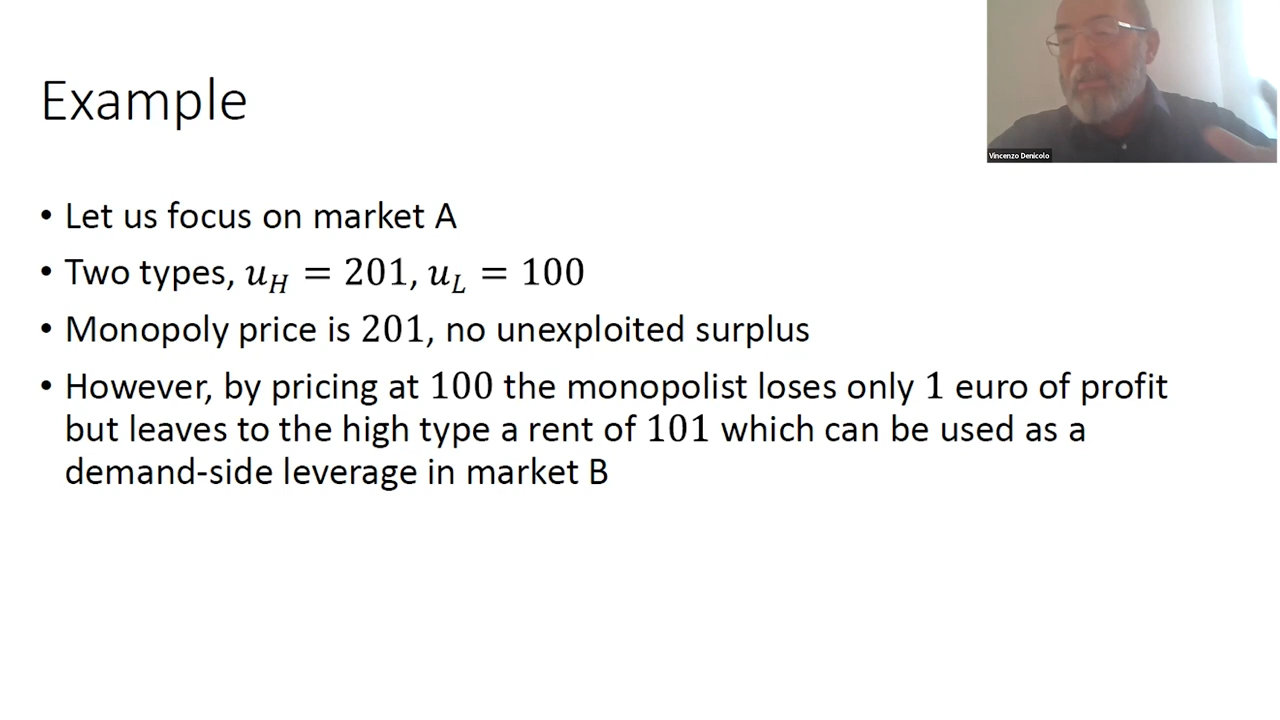 Example
Vincenzo Denicolo
• Let us focus on market A
• Two types, u_H = 201, u_L = 100
• Monopoly price is 201, no unexploited surplus
• However, by pricing at 100 the monopolist loses only 1 euro of profit
but leaves to the high type a rent of 101 which can be used as a
demand-side leverage in market B